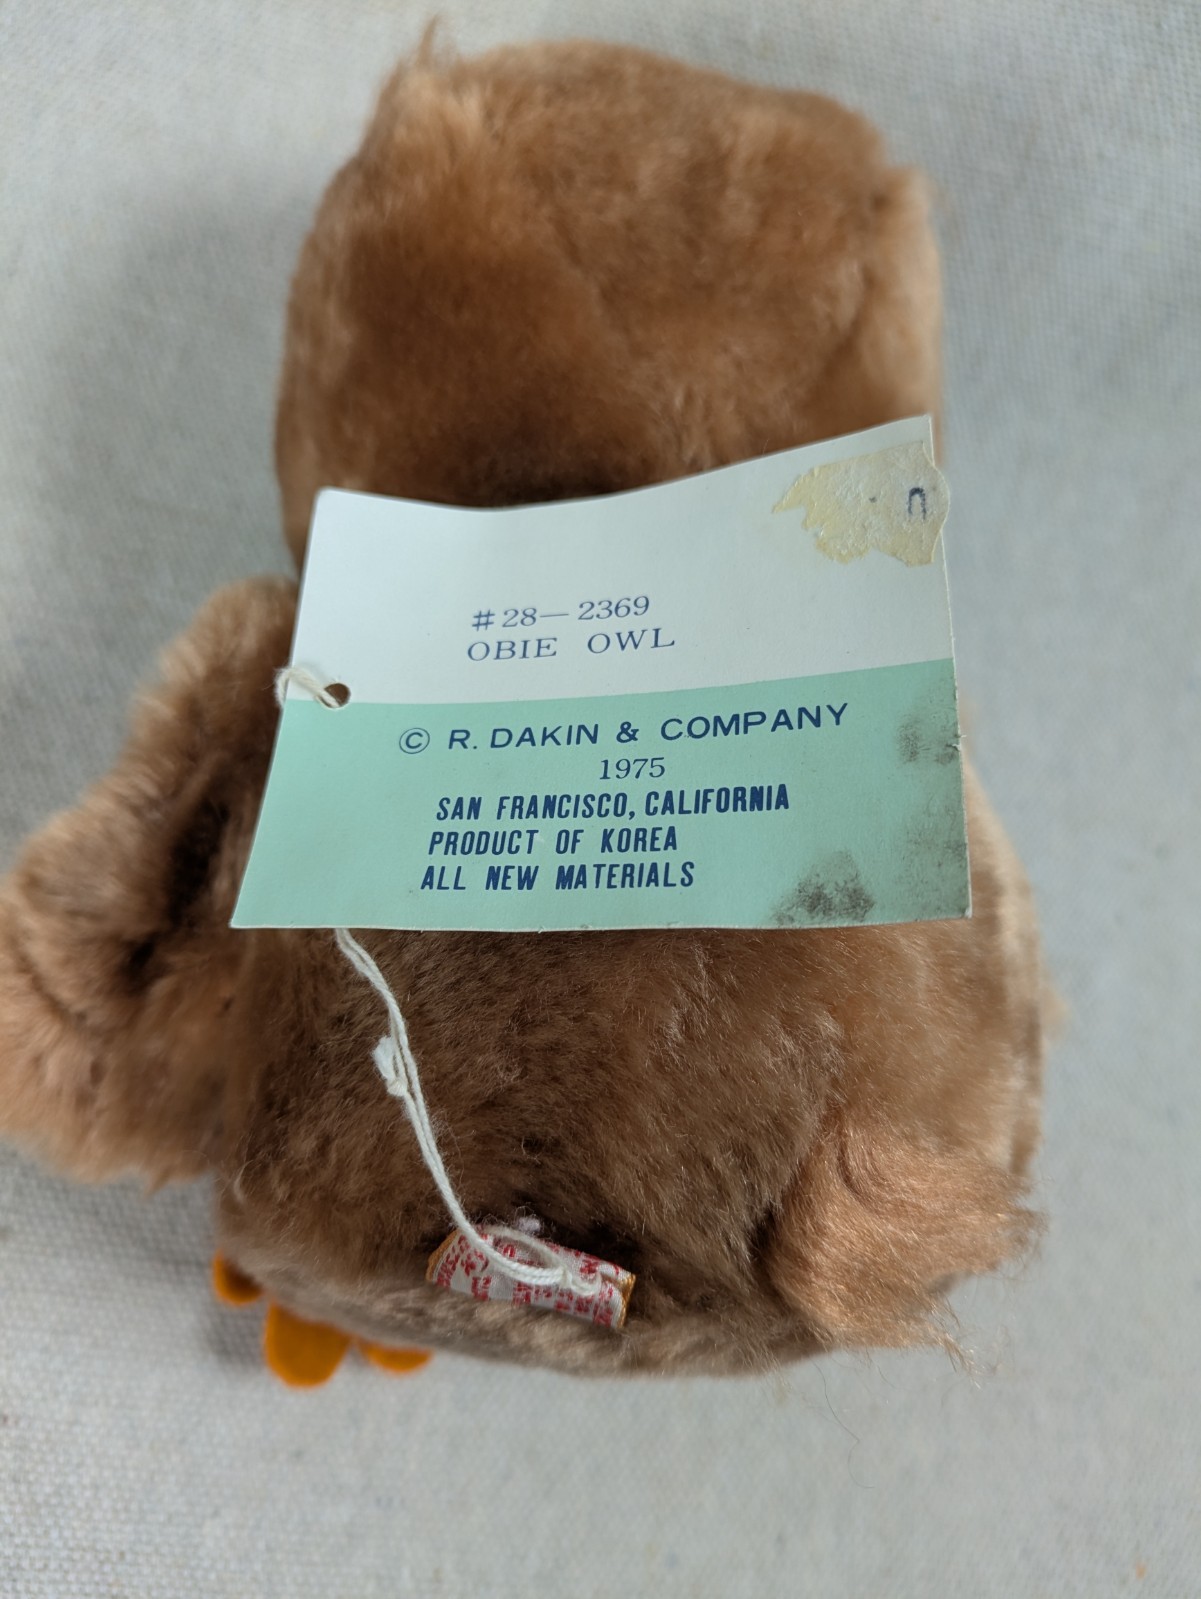 #28—2369
OBIE OWL
© R. DAKIN & COMPANY
1975
SAN FRANCISCO, CALIFORNIA
PRODUCT OF KOREA
ALL NEW MATERIALS